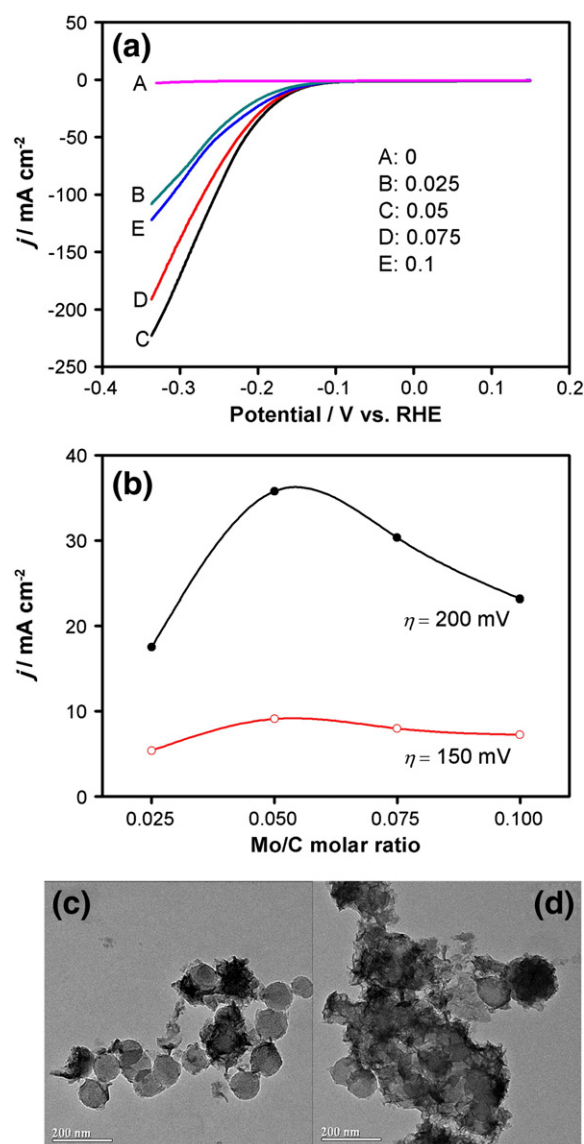 (a)
50
0
-50
-100
-150
-200
-250
j / mA cm⁻²
A
B
E
D
C
A: 0
B: 0.025
C: 0.05
D: 0.075
E: 0.1
-0.4 -0.3 -0.2 -0.1 0.0 0.1 0.2
Potential / V vs. RHE
(b)
40
30
20
10
0
j / mA cm⁻²
η = 200 mV
η = 150 mV
0.025 0.050 0.075 0.100
Mo/C molar ratio
(c)
200 nm
(d)
200 nm